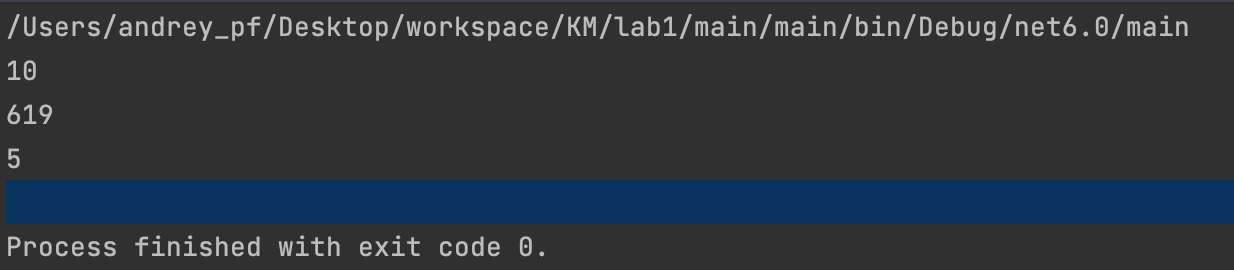 /Users/andrey_pf/Desktop/workspace/KM/lab1/main/main/bin/Debug/net6.0/main
10
619
5
Process finished with exit code 0.